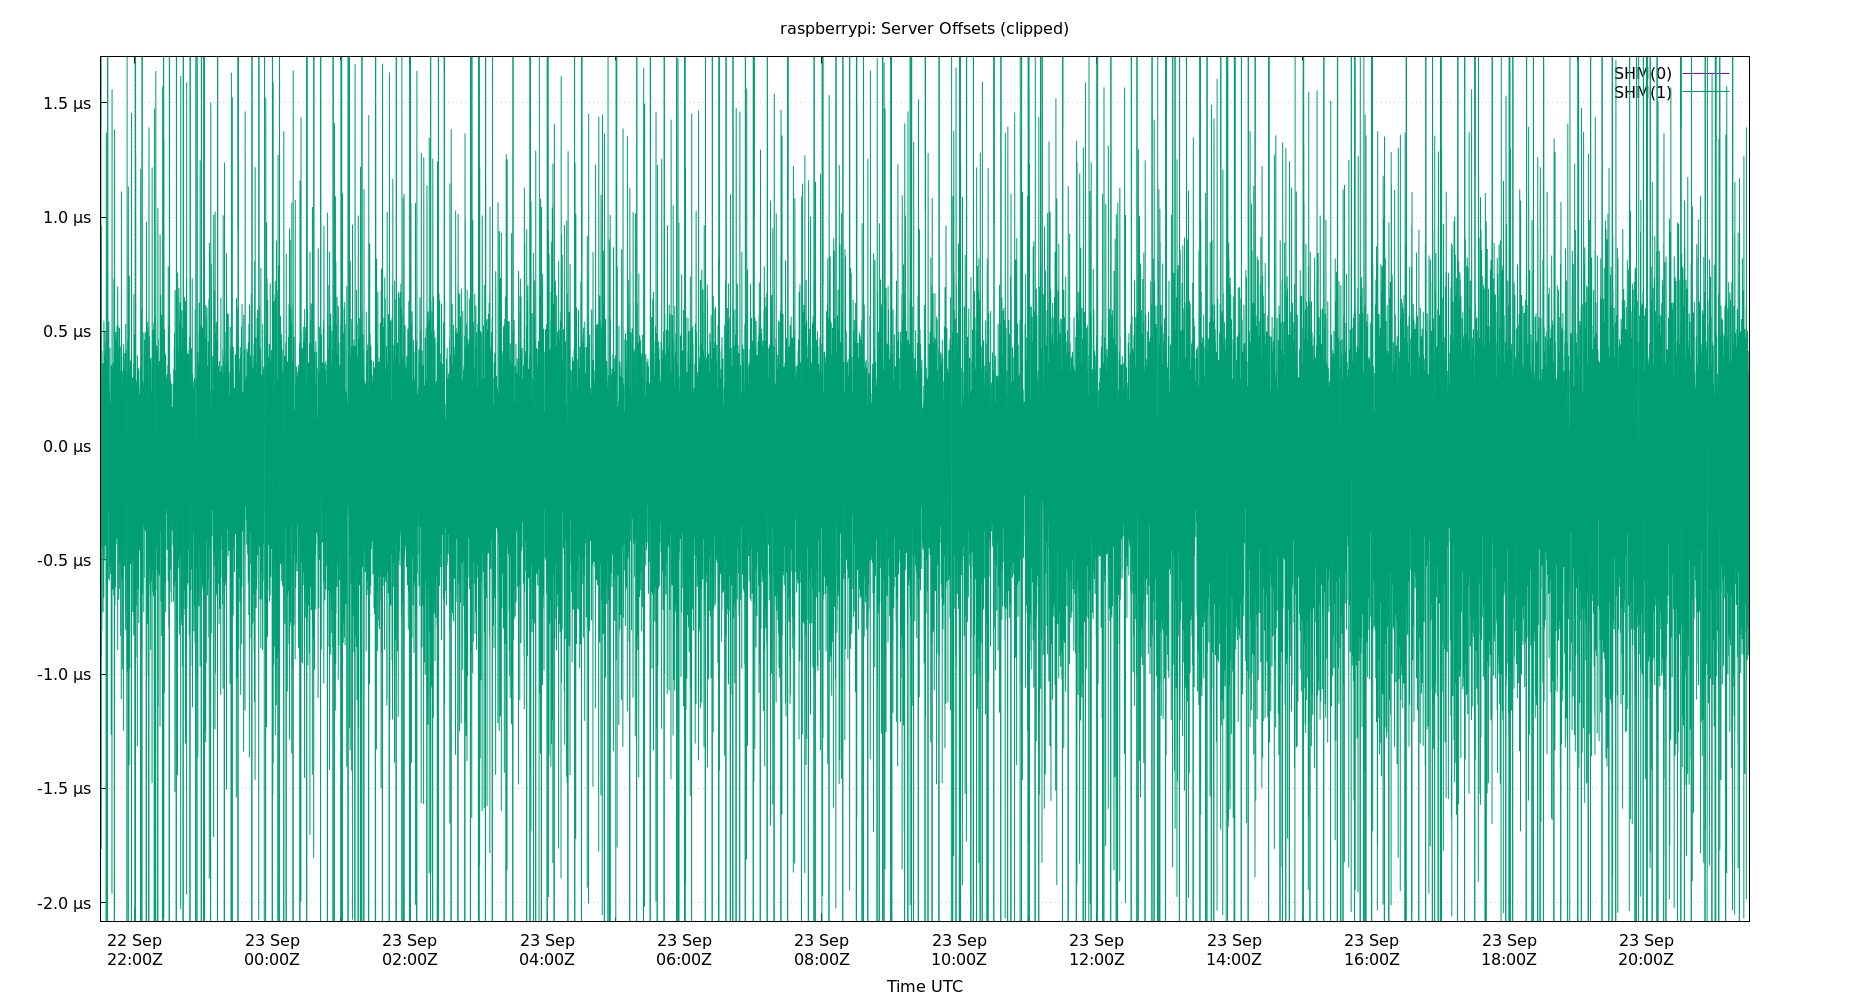 raspberrypi: Server Offsets (clipped)
SHM(0)
SHM(1)
1.5 µs
1.0 µs
0.5 µs
0.0 µs
-0.5 µs
-1.0 µs
-1.5 µs
-2.0 µs
22 Sep 23 Sep 23 Sep 23 Sep 23 Sep 23 Sep 23 Sep 23 Sep 23 Sep 23 Sep 23 Sep 23 Sep
22:00Z 00:00Z 02:00Z 04:00Z 06:00Z 08:00Z 10:00Z 12:00Z 14:00Z 16:00Z 18:00Z 20:00Z
Time UTC